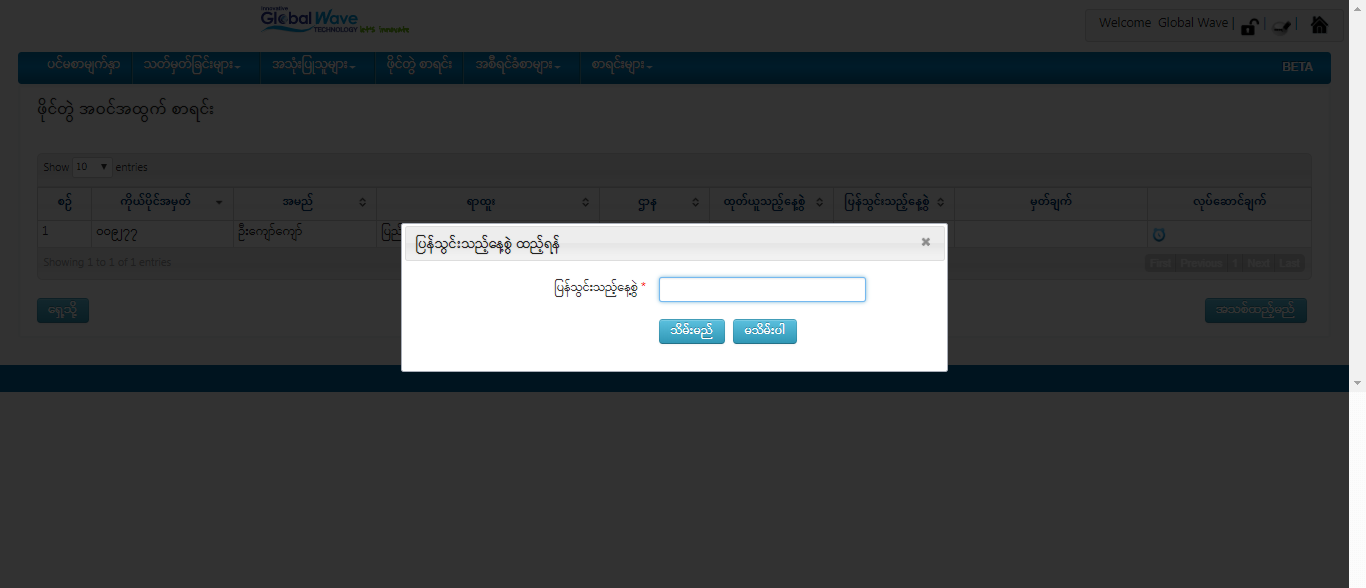 Innovative
Global Wave
TECHNOLOGY
Welcome Global Wave
ပင်မစာမျက်နှာ သတ်မှတ်ခြင်းများ အသုံးပြုသူများ ဖိုင်တွဲ စာရင်း အစီရင်ခံစာများ စာရင်းများ BETA
ဖိုင်တွဲ အဝင်အထွက် စာရင်း
Show 10 entries
စဉ် ကိုယ်ပိုင်အမှတ် အမည် ရာထူး ဌာန ထုတ်ယူသည့်နေ့စွဲ ပြန်သွင်းသည့်နေ့စွဲ မှတ်ချက် လုပ်ဆောင်ချက်
1 ၀၀၉၂၇၇ ဦးကျော်ကျော်
Showing 1 to 1 of 1 entries First Previous 1 Next Last
ပြန်သွင်းသည့်နေ့စွဲ ထည့်ရန်
ပြန်သွင်းသည့်နေ့စွဲ *
သိမ်းမည် မသိမ်းပါ
ရှေ့သို့ အသစ်ထည့်မည်